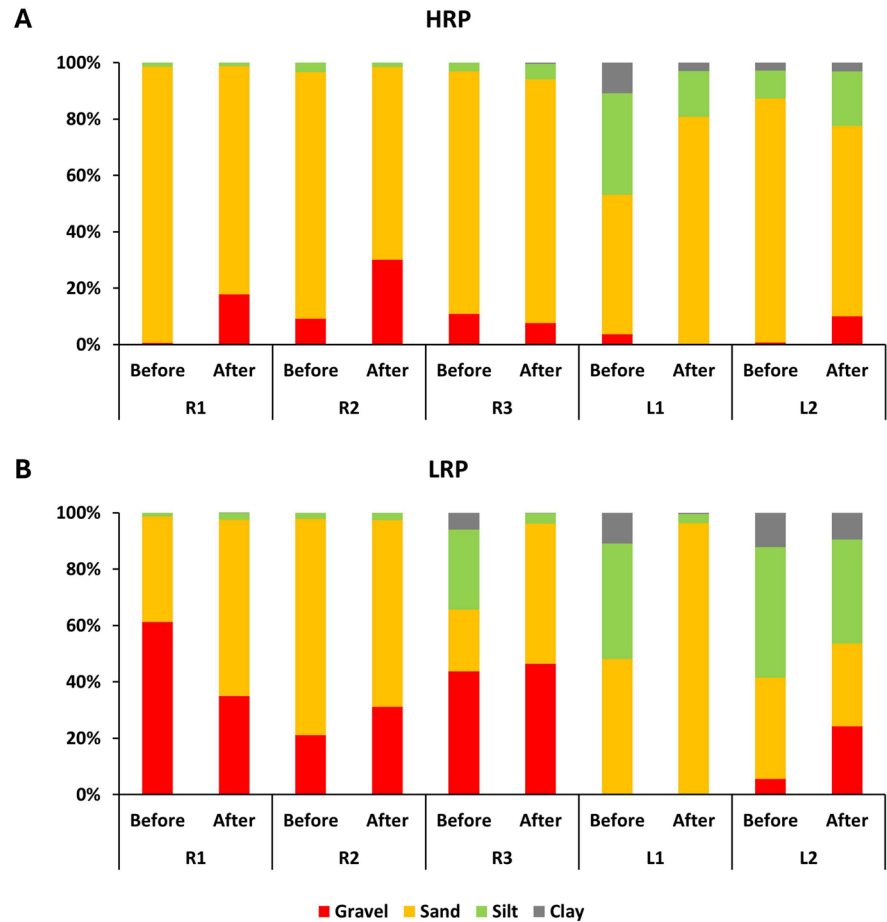 A
HRP
100%
80%
60%
40%
20%
0%
Before After Before After Before After Before After Before After
R1 R2 R3 L1 L2
B
LRP
100%
80%
60%
40%
20%
0%
Before After Before After Before After Before After Before After
R1 R2 R3 L1 L2
Gravel Sand Silt Clay